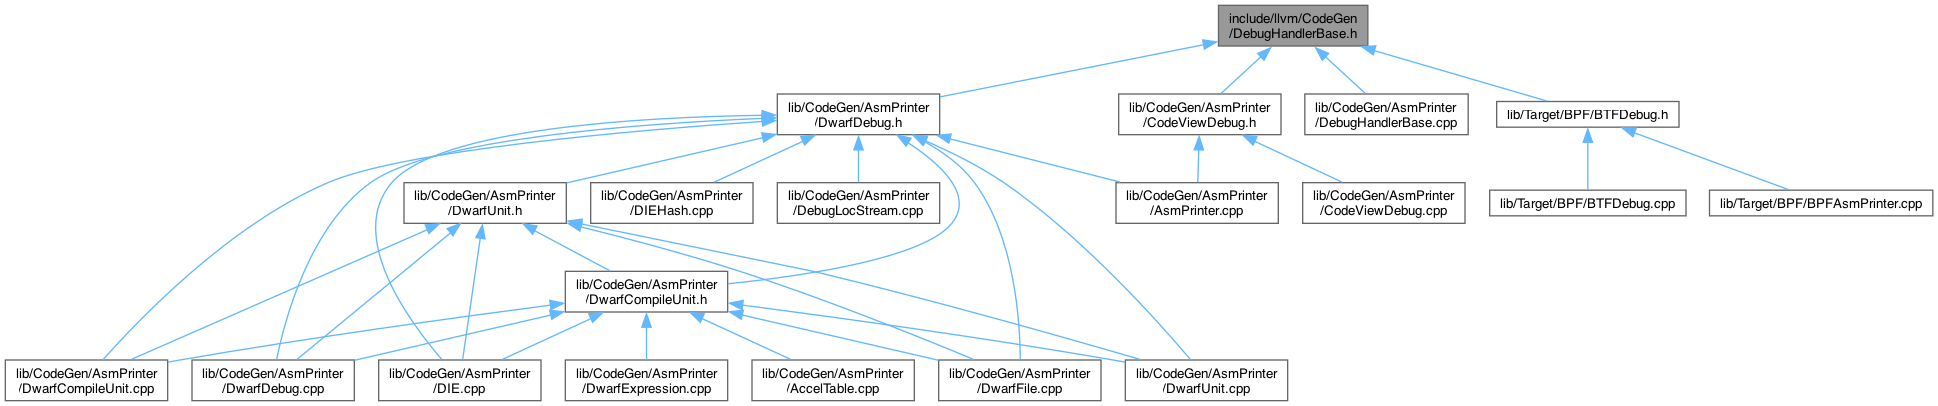 include/llvm/CodeGen
/DebugHandlerBase.h
lib/CodeGen/AsmPrinter
/DwarfDebug.h
lib/CodeGen/AsmPrinter
/CodeViewDebug.h
lib/CodeGen/AsmPrinter
/DebugHandlerBase.cpp
lib/Target/BPF/BTFDebug.h
lib/CodeGen/AsmPrinter
/DwarfUnit.h
lib/CodeGen/AsmPrinter
/DIEHash.cpp
lib/CodeGen/AsmPrinter
/DebugLocStream.cpp
lib/CodeGen/AsmPrinter
/AsmPrinter.cpp
lib/CodeGen/AsmPrinter
/CodeViewDebug.cpp
lib/Target/BPF/BTFDebug.cpp
lib/Target/BPF/BPFAsmPrinter.cpp
lib/CodeGen/AsmPrinter
/DwarfCompileUnit.h
lib/CodeGen/AsmPrinter
/DwarfCompileUnit.cpp
lib/CodeGen/AsmPrinter
/DwarfDebug.cpp
lib/CodeGen/AsmPrinter
/DIE.cpp
lib/CodeGen/AsmPrinter
/DwarfExpression.cpp
lib/CodeGen/AsmPrinter
/AccelTable.cpp
lib/CodeGen/AsmPrinter
/DwarfFile.cpp
lib/CodeGen/AsmPrinter
/DwarfUnit.cpp